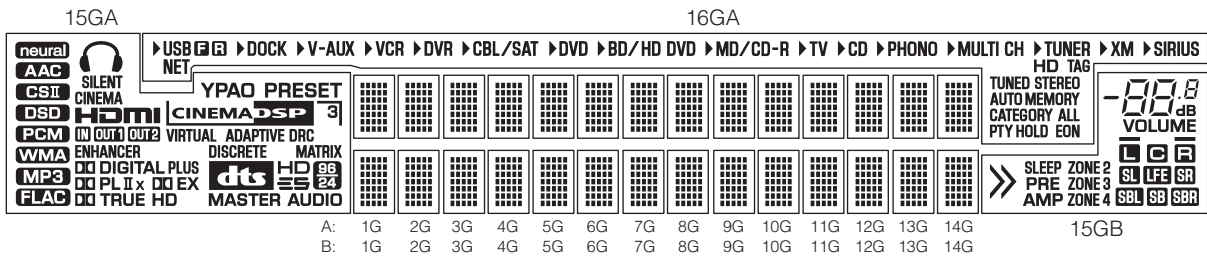 15GA 16GA
neural ▶USB F R ▶DOCK ▶V-AUX ▶VCR ▶DVR ▶CBL/SAT ▶DVD ▶BD/HD DVD ▶MD/CD-R ▶TV ▶CD ▶PHONO ▶MULTI CH ▶TUNER ▶XM ▶SIRIUS
NET HD TAG
AAC SILENT
CINEMA
CSII YPAO PRESET
DSD HDMI CINEMA DSP 3
PCM IN OUT1 OUT2 VIRTUAL ADAPTIVE DRC
WMA ENHANCER DISCRETE MATRIX
MP3 DIGITAL PLUS dts HD 96
PL II x EX ES 24
FLAC TRUE HD MASTER AUDIO
TUNED STEREO
AUTO MEMORY
CATEGORY ALL
PTY HOLD EON
-88.8
dB
VOLUME
L C R
SLEEP ZONE 2
SL LFE SR
PRE ZONE 3
AMP ZONE 4 SBL SB SBR
15GB
A: 1G 2G 3G 4G 5G 6G 7G 8G 9G 10G 11G 12G 13G 14G
B: 1G 2G 3G 4G 5G 6G 7G 8G 9G 10G 11G 12G 13G 14G